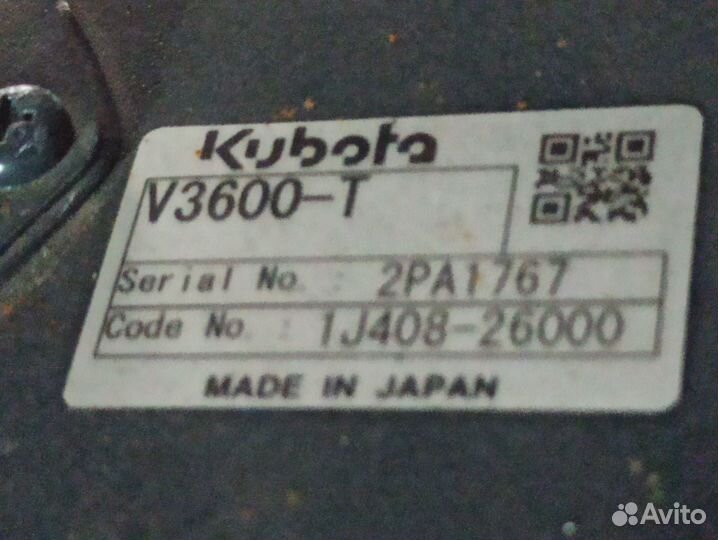 Kubota
V3600-T
Serial No. : 2PA1767
Code No. : 1J408-26000
MADE IN JAPAN
Avito